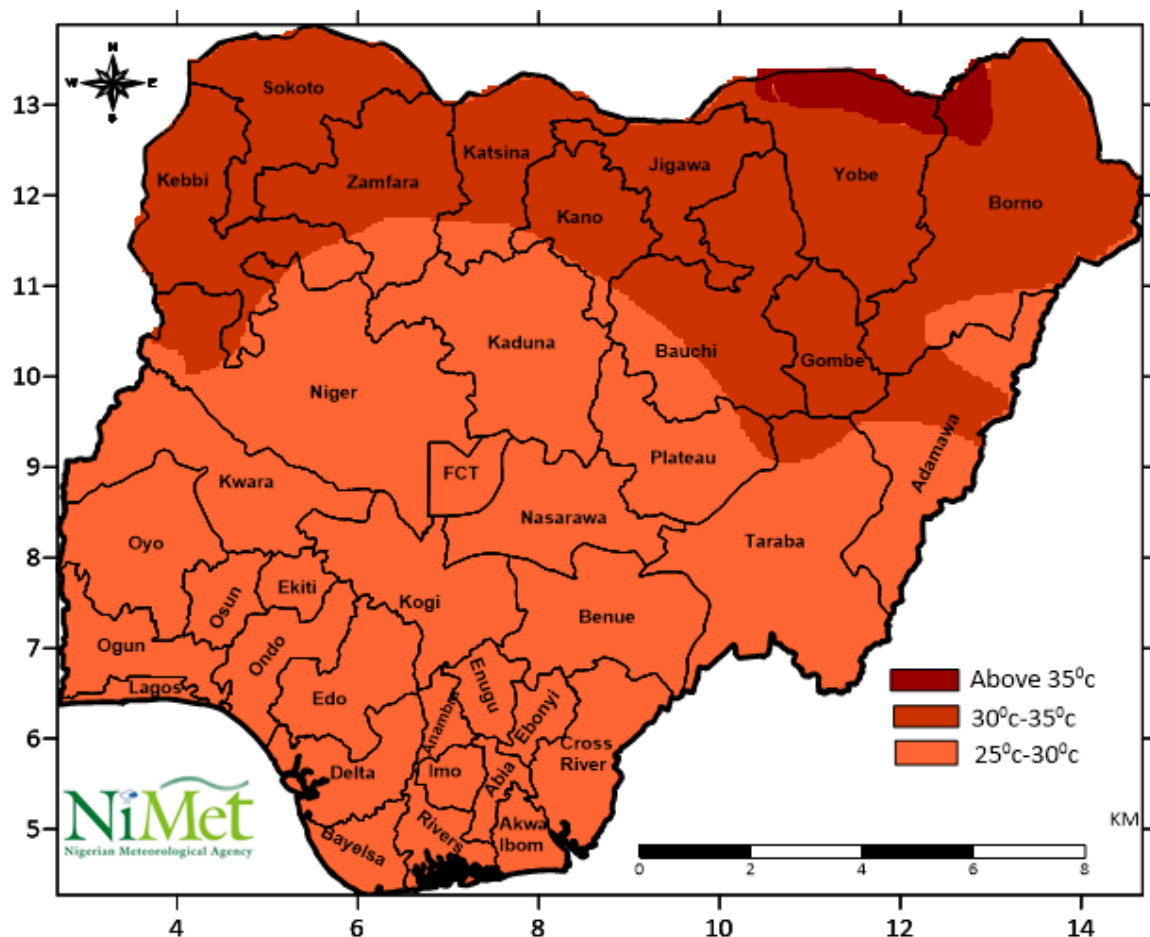 N
W E
S
13
12
11
10
9
8
7
6
5
4 6 8 10 12 14
Sokoto
Kebbi
Zamfara
Katsina
Kano
Jigawa
Yobe
Borno
Kaduna
Bauchi
Gombe
Niger
FCT
Plateau
Adamawa
Kwara
Nasarawa
Taraba
Oyo
Osun
Ekiti
Kogi
Benue
Ogun
Ondo
Lagos
Edo
Anambra
Enugu
Ebonyi
Cross
River
Delta
Imo
Abia
Bayelsa
Rivers
Akwa
Ibom
Above 35⁰c
30⁰c-35⁰c
25⁰c-30⁰c
NiMet
Nigerian Meteorological Agency
KM
0 2 4 6 8